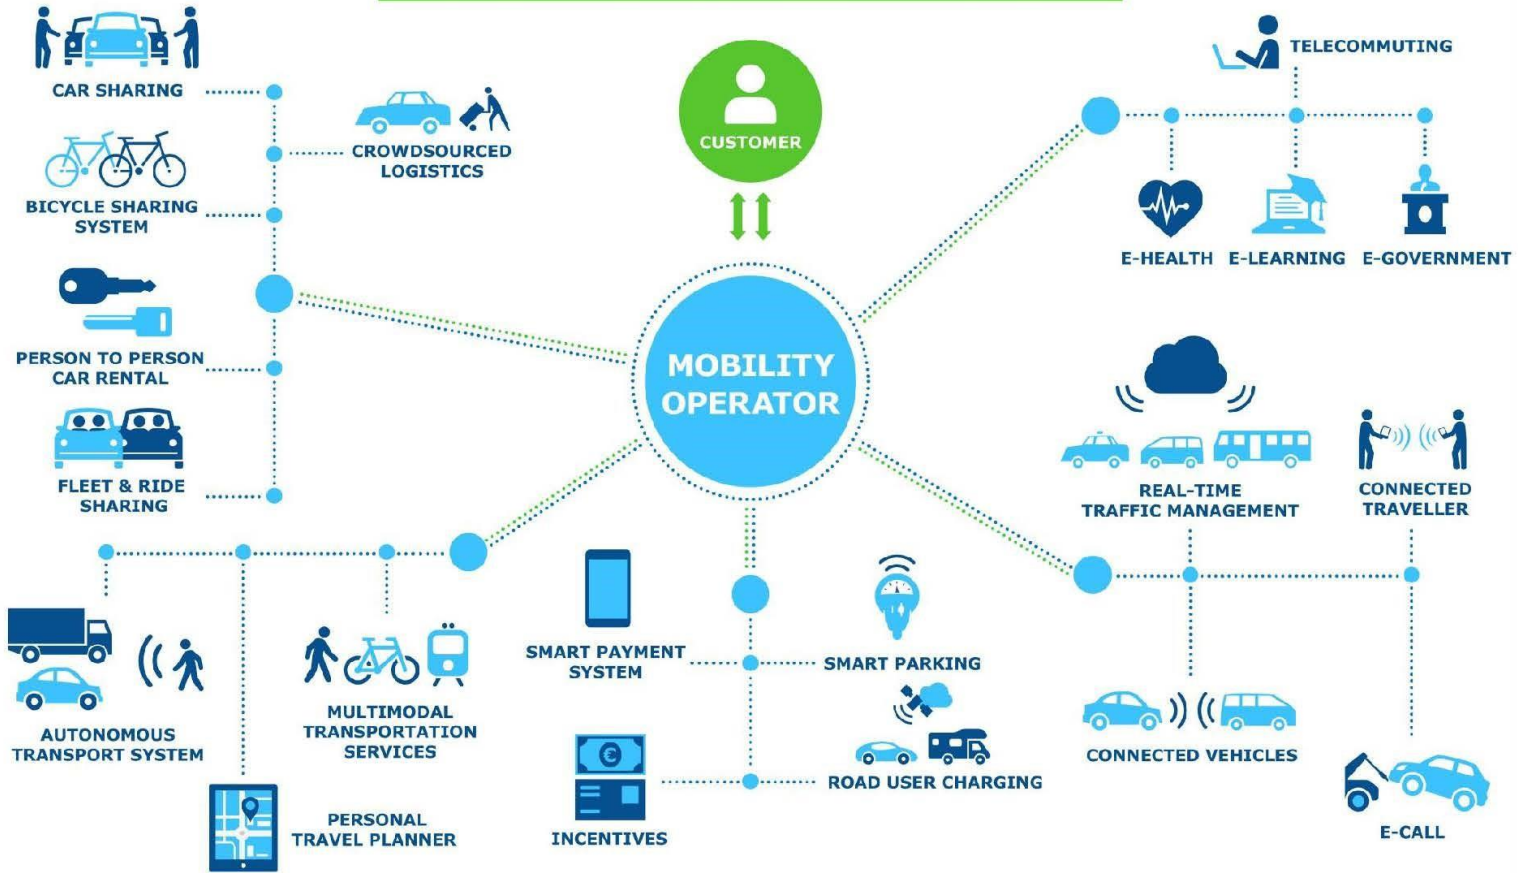 CAR SHARING
CROWDSOURCED
LOGISTICS
BICYCLE SHARING
SYSTEM
PERSON TO PERSON
CAR RENTAL
FLEET & RIDE
SHARING
CUSTOMER
MOBILITY
OPERATOR
TELECOMMUTING
E-HEALTH
E-LEARNING
E-GOVERNMENT
REAL-TIME
TRAFFIC MANAGEMENT
CONNECTED
TRAVELLER
CONNECTED VEHICLES
E-CALL
AUTONOMOUS
TRANSPORT SYSTEM
MULTIMODAL
TRANSPORTATION
SERVICES
PERSONAL
TRAVEL PLANNER
SMART PAYMENT
SYSTEM
SMART PARKING
€
INCENTIVES
ROAD USER CHARGING